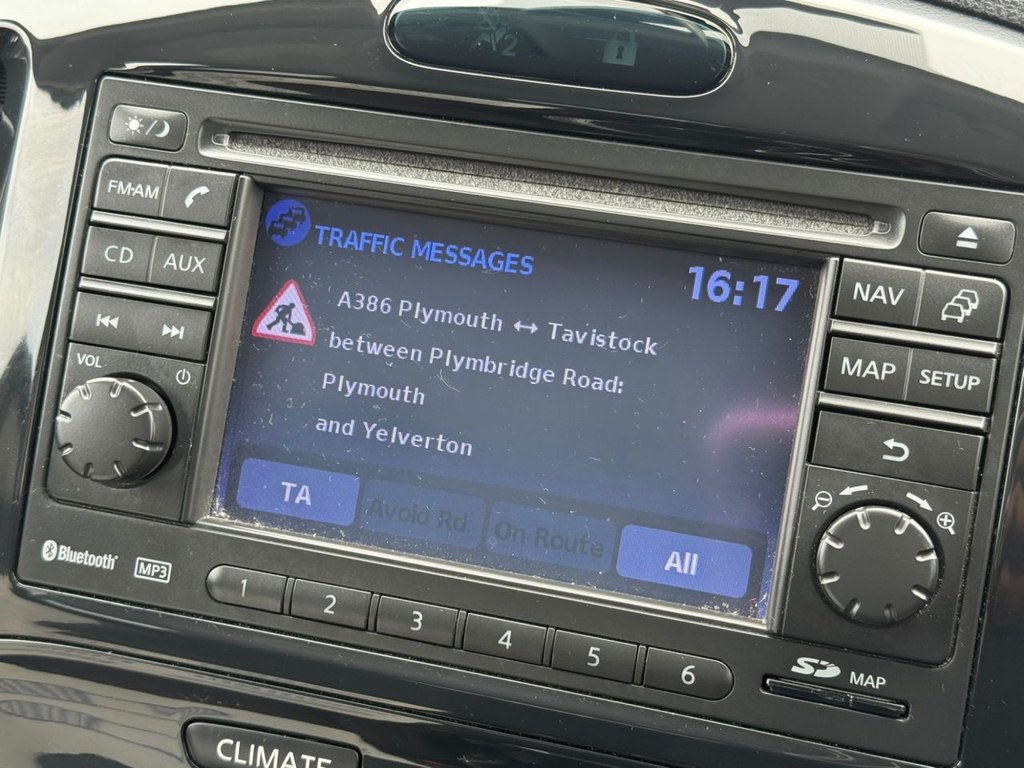 FM·AM
CD
AUX
VOL
TRAFFIC MESSAGES
16:17
A386 Plymouth ↔ Tavistock
between Plymbridge Road:
Plymouth
and Yelverton
TA
Avoid Rd.
On Route
All
NAV
MAP
SETUP
Bluetooth®
MP3
1
2
3
4
5
6
SD
MAP
CLIMATE